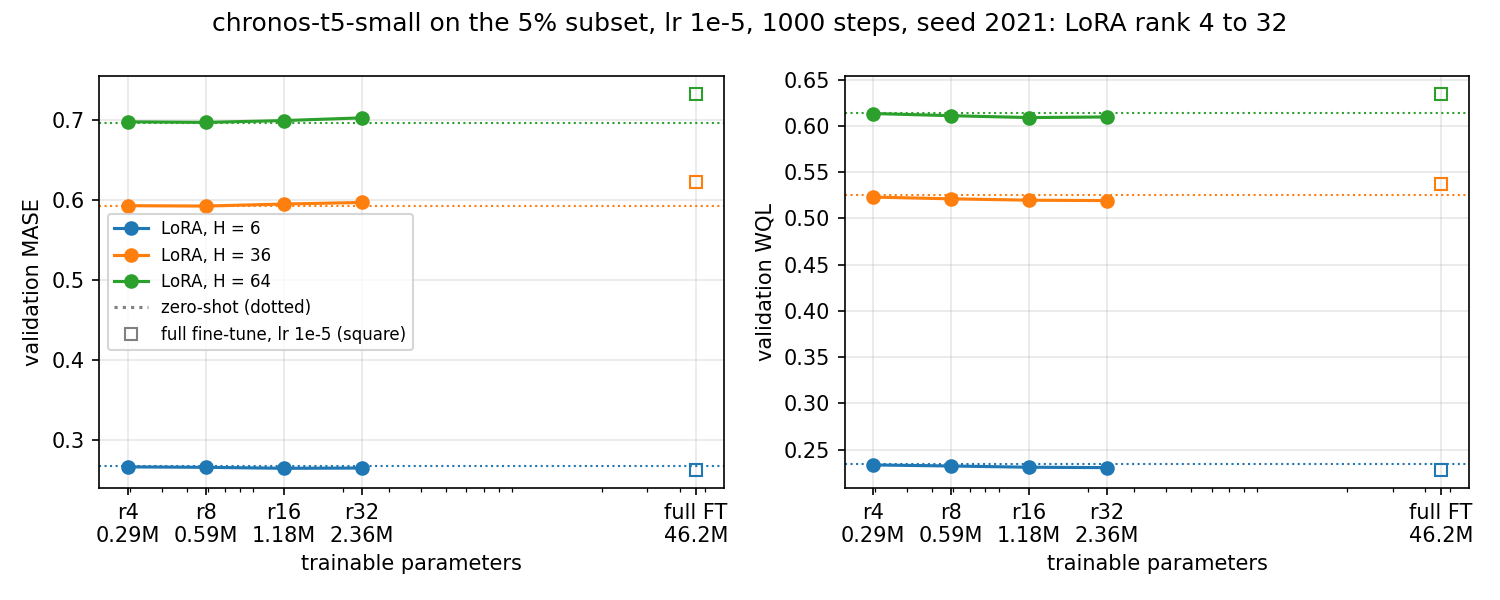 chronos-t5-small on the 5% subset, lr 1e-5, 1000 steps, seed 2021: LoRA rank 4 to 32
validation MASE
0.7
0.6
0.5
0.4
0.3
LoRA, H = 6
LoRA, H = 36
LoRA, H = 64
zero-shot (dotted)
full fine-tune, lr 1e-5 (square)
r4 r8 r16 r32 full FT
0.29M 0.59M 1.18M 2.36M 46.2M
trainable parameters
validation WQL
0.65
0.60
0.55
0.50
0.45
0.40
0.35
0.30
0.25
r4 r8 r16 r32 full FT
0.29M 0.59M 1.18M 2.36M 46.2M
trainable parameters